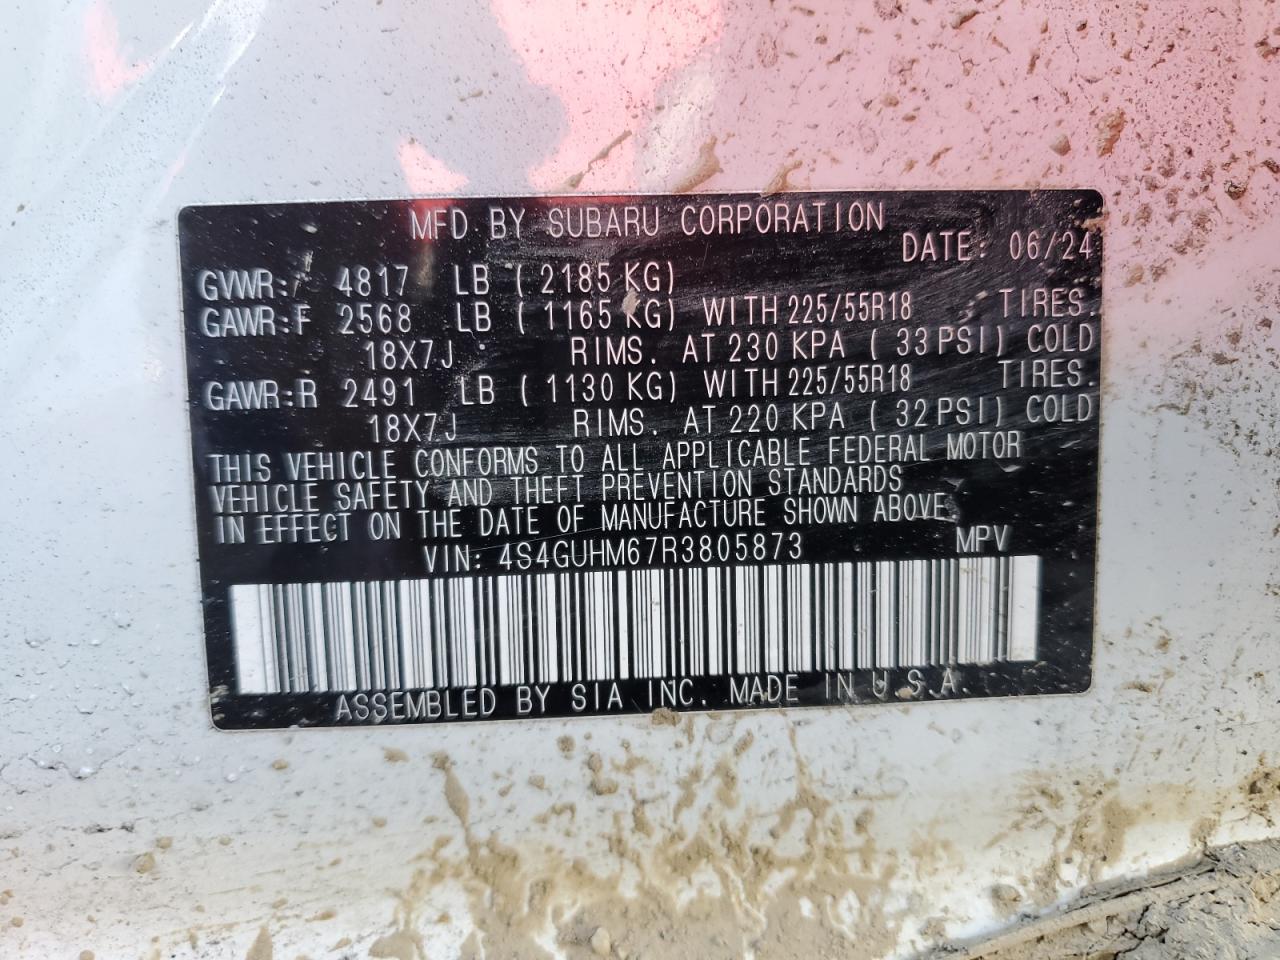 MFD BY SUBARU CORPORATION
DATE: 06/24
GVWR: 4817 LB ( 2185 KG)
GAWR:F 2568 LB ( 1165 KG) WITH 225/55R18 TIRES.
18X7J RIMS. AT 230 KPA ( 33 PSI) COLD
GAWR:R 2491 LB ( 1130 KG) WITH 225/55R18 TIRES.
18X7J RIMS. AT 220 KPA ( 32 PSI) COLD
THIS VEHICLE CONFORMS TO ALL APPLICABLE FEDERAL MOTOR
VEHICLE SAFETY AND THEFT PREVENTION STANDARDS
IN EFFECT ON THE DATE OF MANUFACTURE SHOWN ABOVE
VIN: 4S4GUHM67R3805873 MPV
ASSEMBLED BY SIA INC. MADE IN U.S.A.